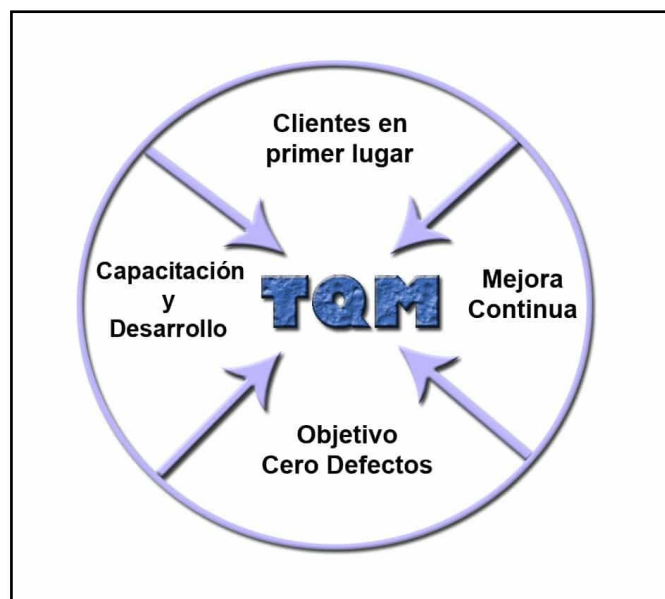 Clientes en
primer lugar
Capacitación
y
Desarrollo
TQM
Mejora
Continua
Objetivo
Cero Defectos